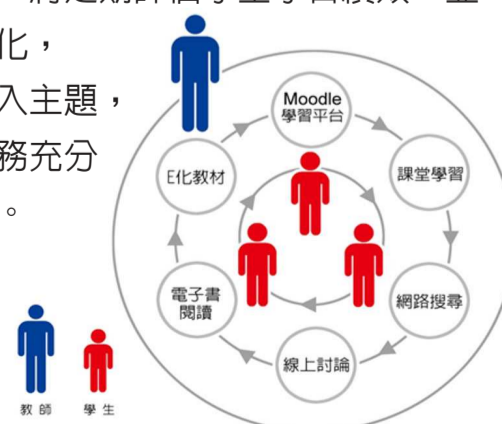 化，
入主題，
務充分
。
Moodle
學習平台
課堂學習
網路搜尋
線上討論
電子書
閱讀
E化教材
教師
學生